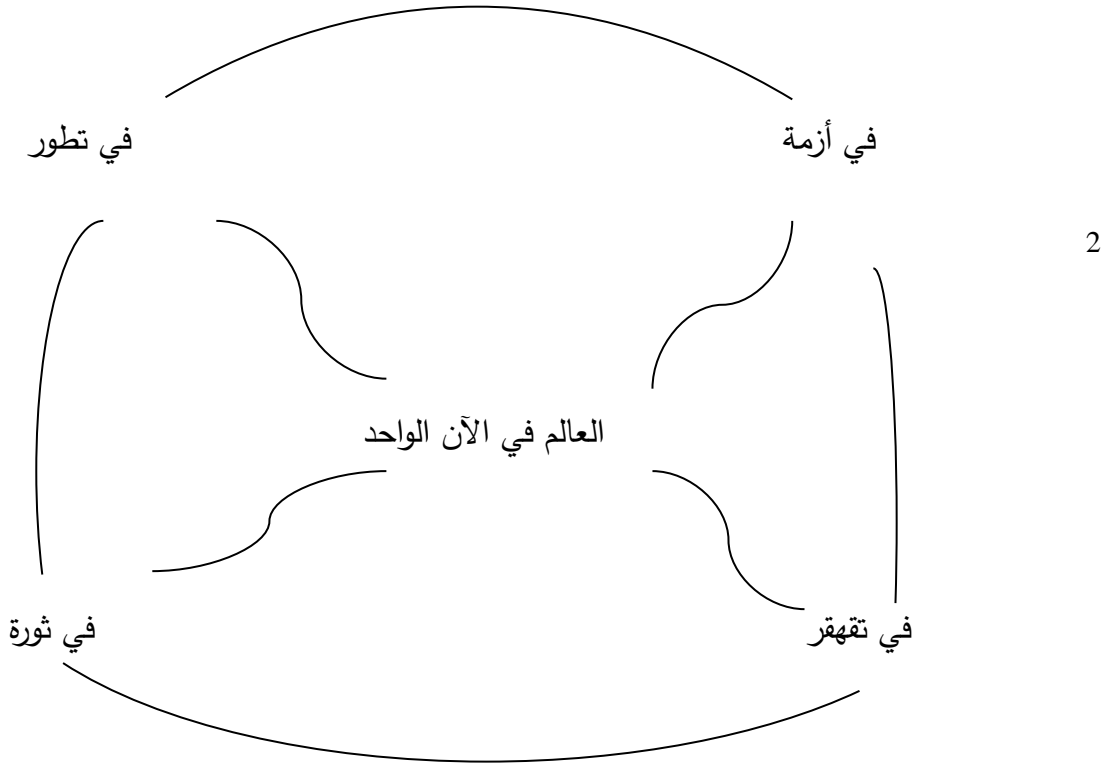 في أزمة
في تطور
2
العالم في الآن الواحد
في تقهقر
في ثورة